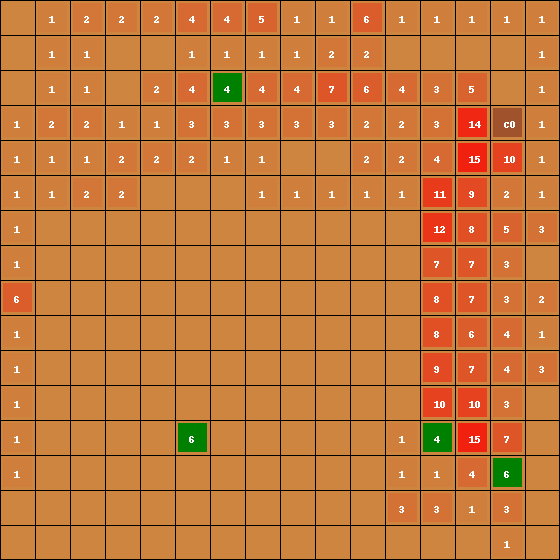 1 2 2 2 4 4 5 1 1 6 1 1 1 1 1
1 1 1 1 1 1 2 2 1
1 1 2 4 4 4 4 7 6 4 3 5 1
1 2 2 1 1 3 3 3 3 3 2 2 3 14 c0 1
1 1 1 2 2 2 1 1 2 2 4 15 10 1
1 1 2 2 1 1 1 1 1 11 9 2 1
1 12 8 5 3
1 7 7 3
6 8 7 3 2
1 8 6 4 1
1 9 7 4 3
1 10 10 3
1 6 1 4 15 7
1 1 1 4 6
3 3 1 3
1